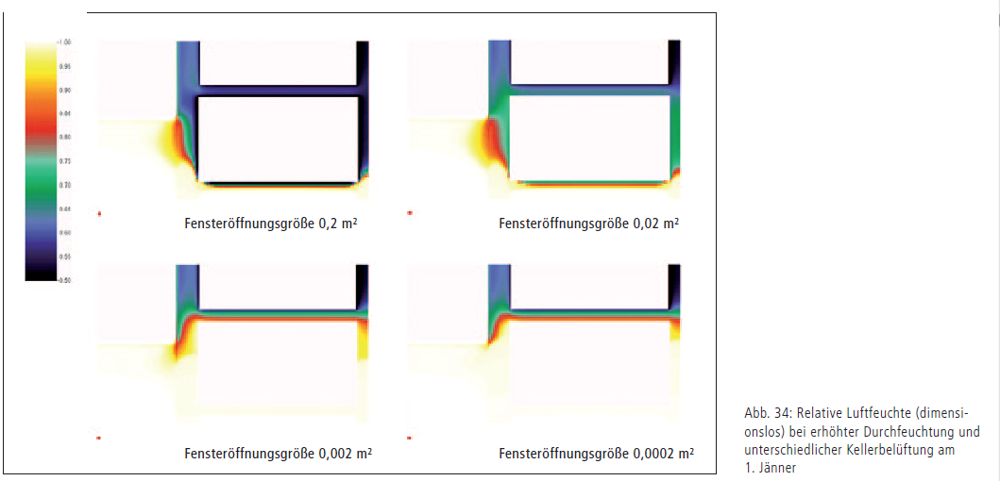 1.00
0.95
0.90
0.85
0.80
0.75
0.70
0.65
0.60
0.55
0.50
Fensteröffnungsgröße 0,2 m²
Fensteröffnungsgröße 0,02 m²
Fensteröffnungsgröße 0,002 m²
Fensteröffnungsgröße 0,0002 m²
Abb. 34: Relative Luftfeuchte (dimensi-
onslos) bei erhöhter Durchfeuchtung und
unterschiedlicher Kellerbelüftung am
1. Jänner